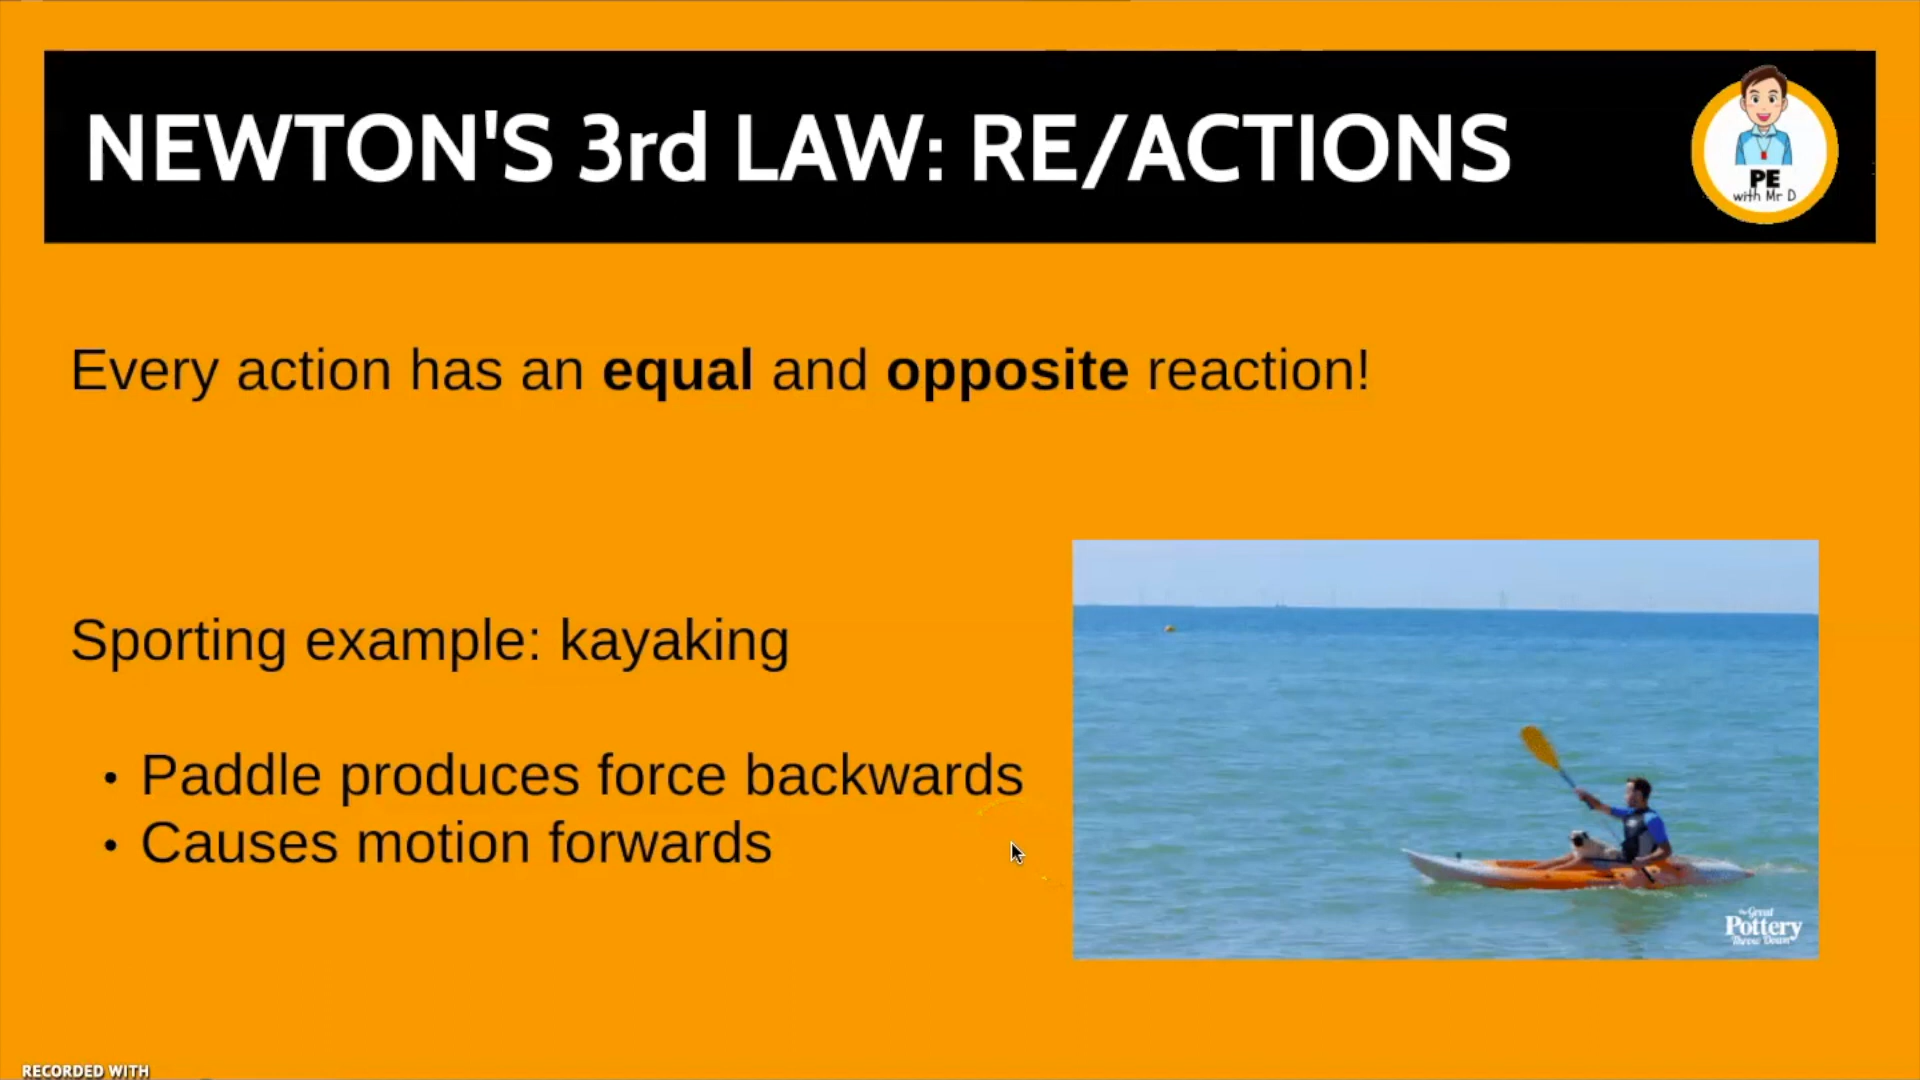 NEWTON'S 3rd LAW: RE/ACTIONS
PE
with Mr D
Every action has an equal and opposite reaction!
Sporting example: kayaking
• Paddle produces force backwards
• Causes motion forwards
The Great
Pottery
Throw Down
RECORDED WITH